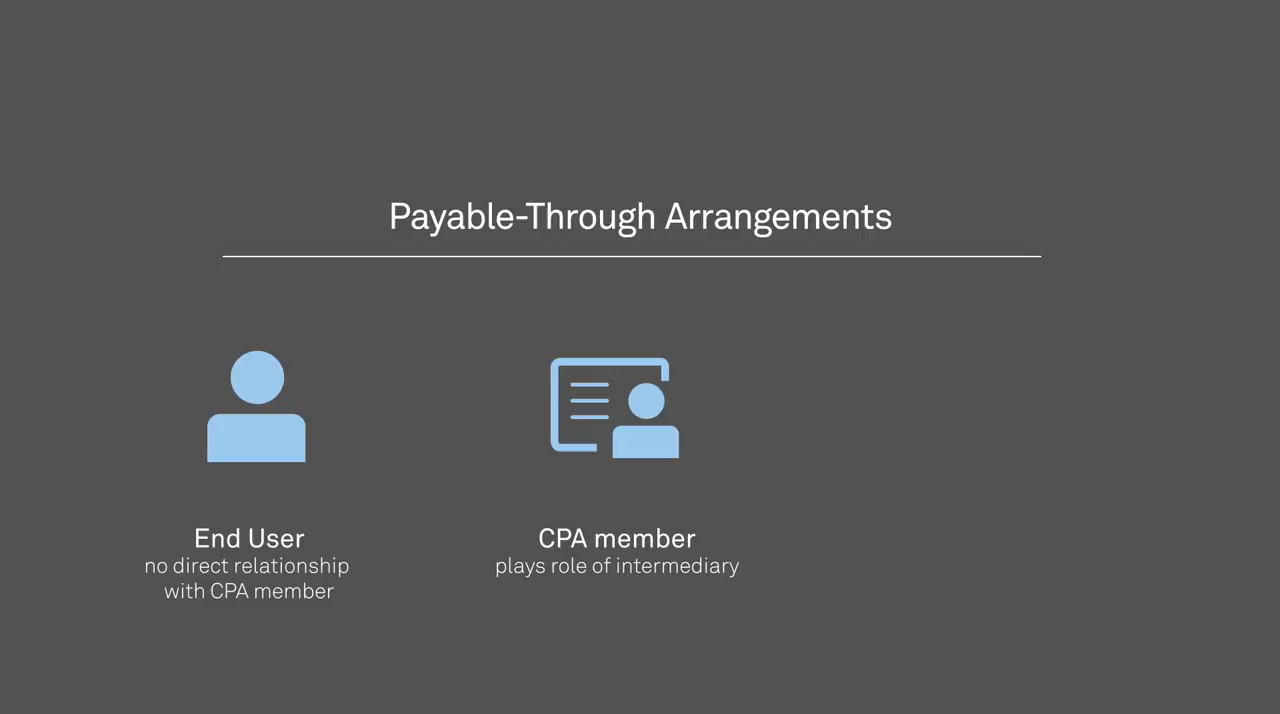 Payable-Through Arrangements
End User
no direct relationship
with CPA member
CPA member
plays role of intermediary